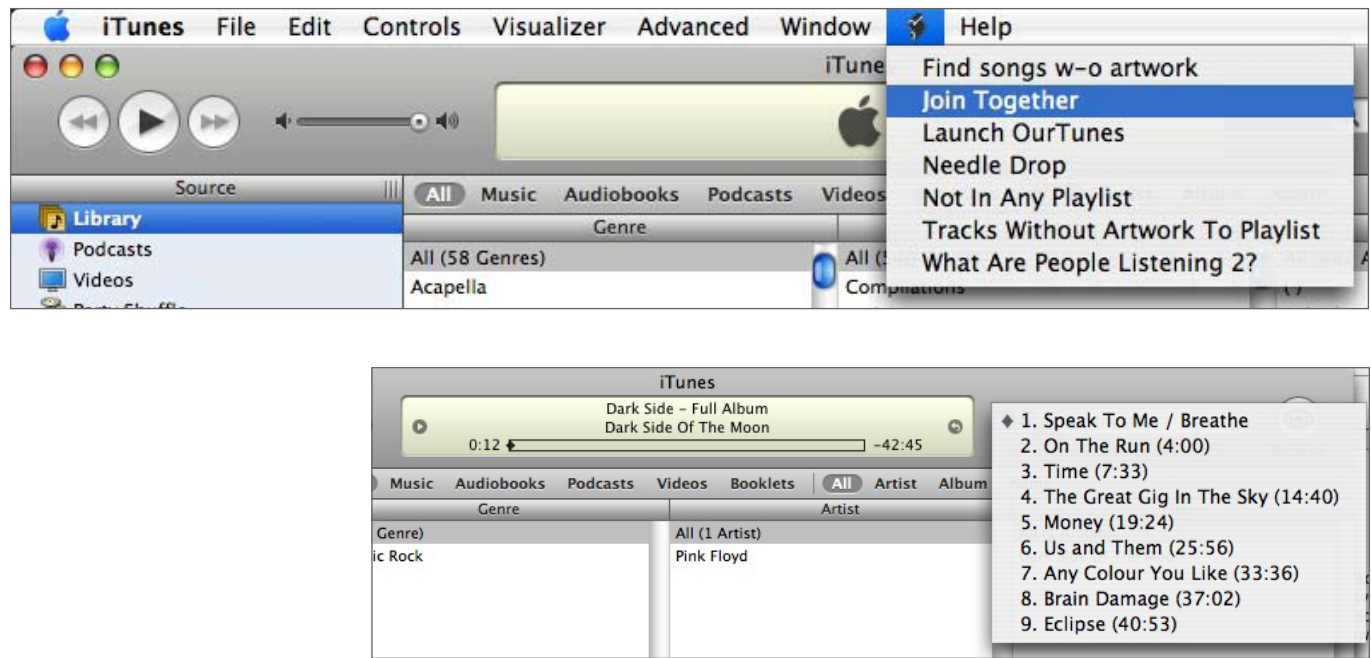 iTunes File Edit Controls Visualizer Advanced Window Help
iTune
Find songs w-o artwork
Join Together
Launch OurTunes
Needle Drop
Not In Any Playlist
Tracks Without Artwork To Playlist
What Are People Listening 2?
Source
All Music Audiobooks Podcasts Videos
Library
Genre
Podcasts
All (58 Genres)
All (
Videos
Acapella
Compilations
Party Shuffle
iTunes
Dark Side – Full Album
Dark Side Of The Moon
0:12 -42:45
Music Audiobooks Podcasts Videos Booklets All Artist Album
Genre Artist
Genre) All (1 Artist)
ic Rock Pink Floyd
1. Speak To Me / Breathe
2. On The Run (4:00)
3. Time (7:33)
4. The Great Gig In The Sky (14:40)
5. Money (19:24)
6. Us and Them (25:56)
7. Any Colour You Like (33:36)
8. Brain Damage (37:02)
9. Eclipse (40:53)